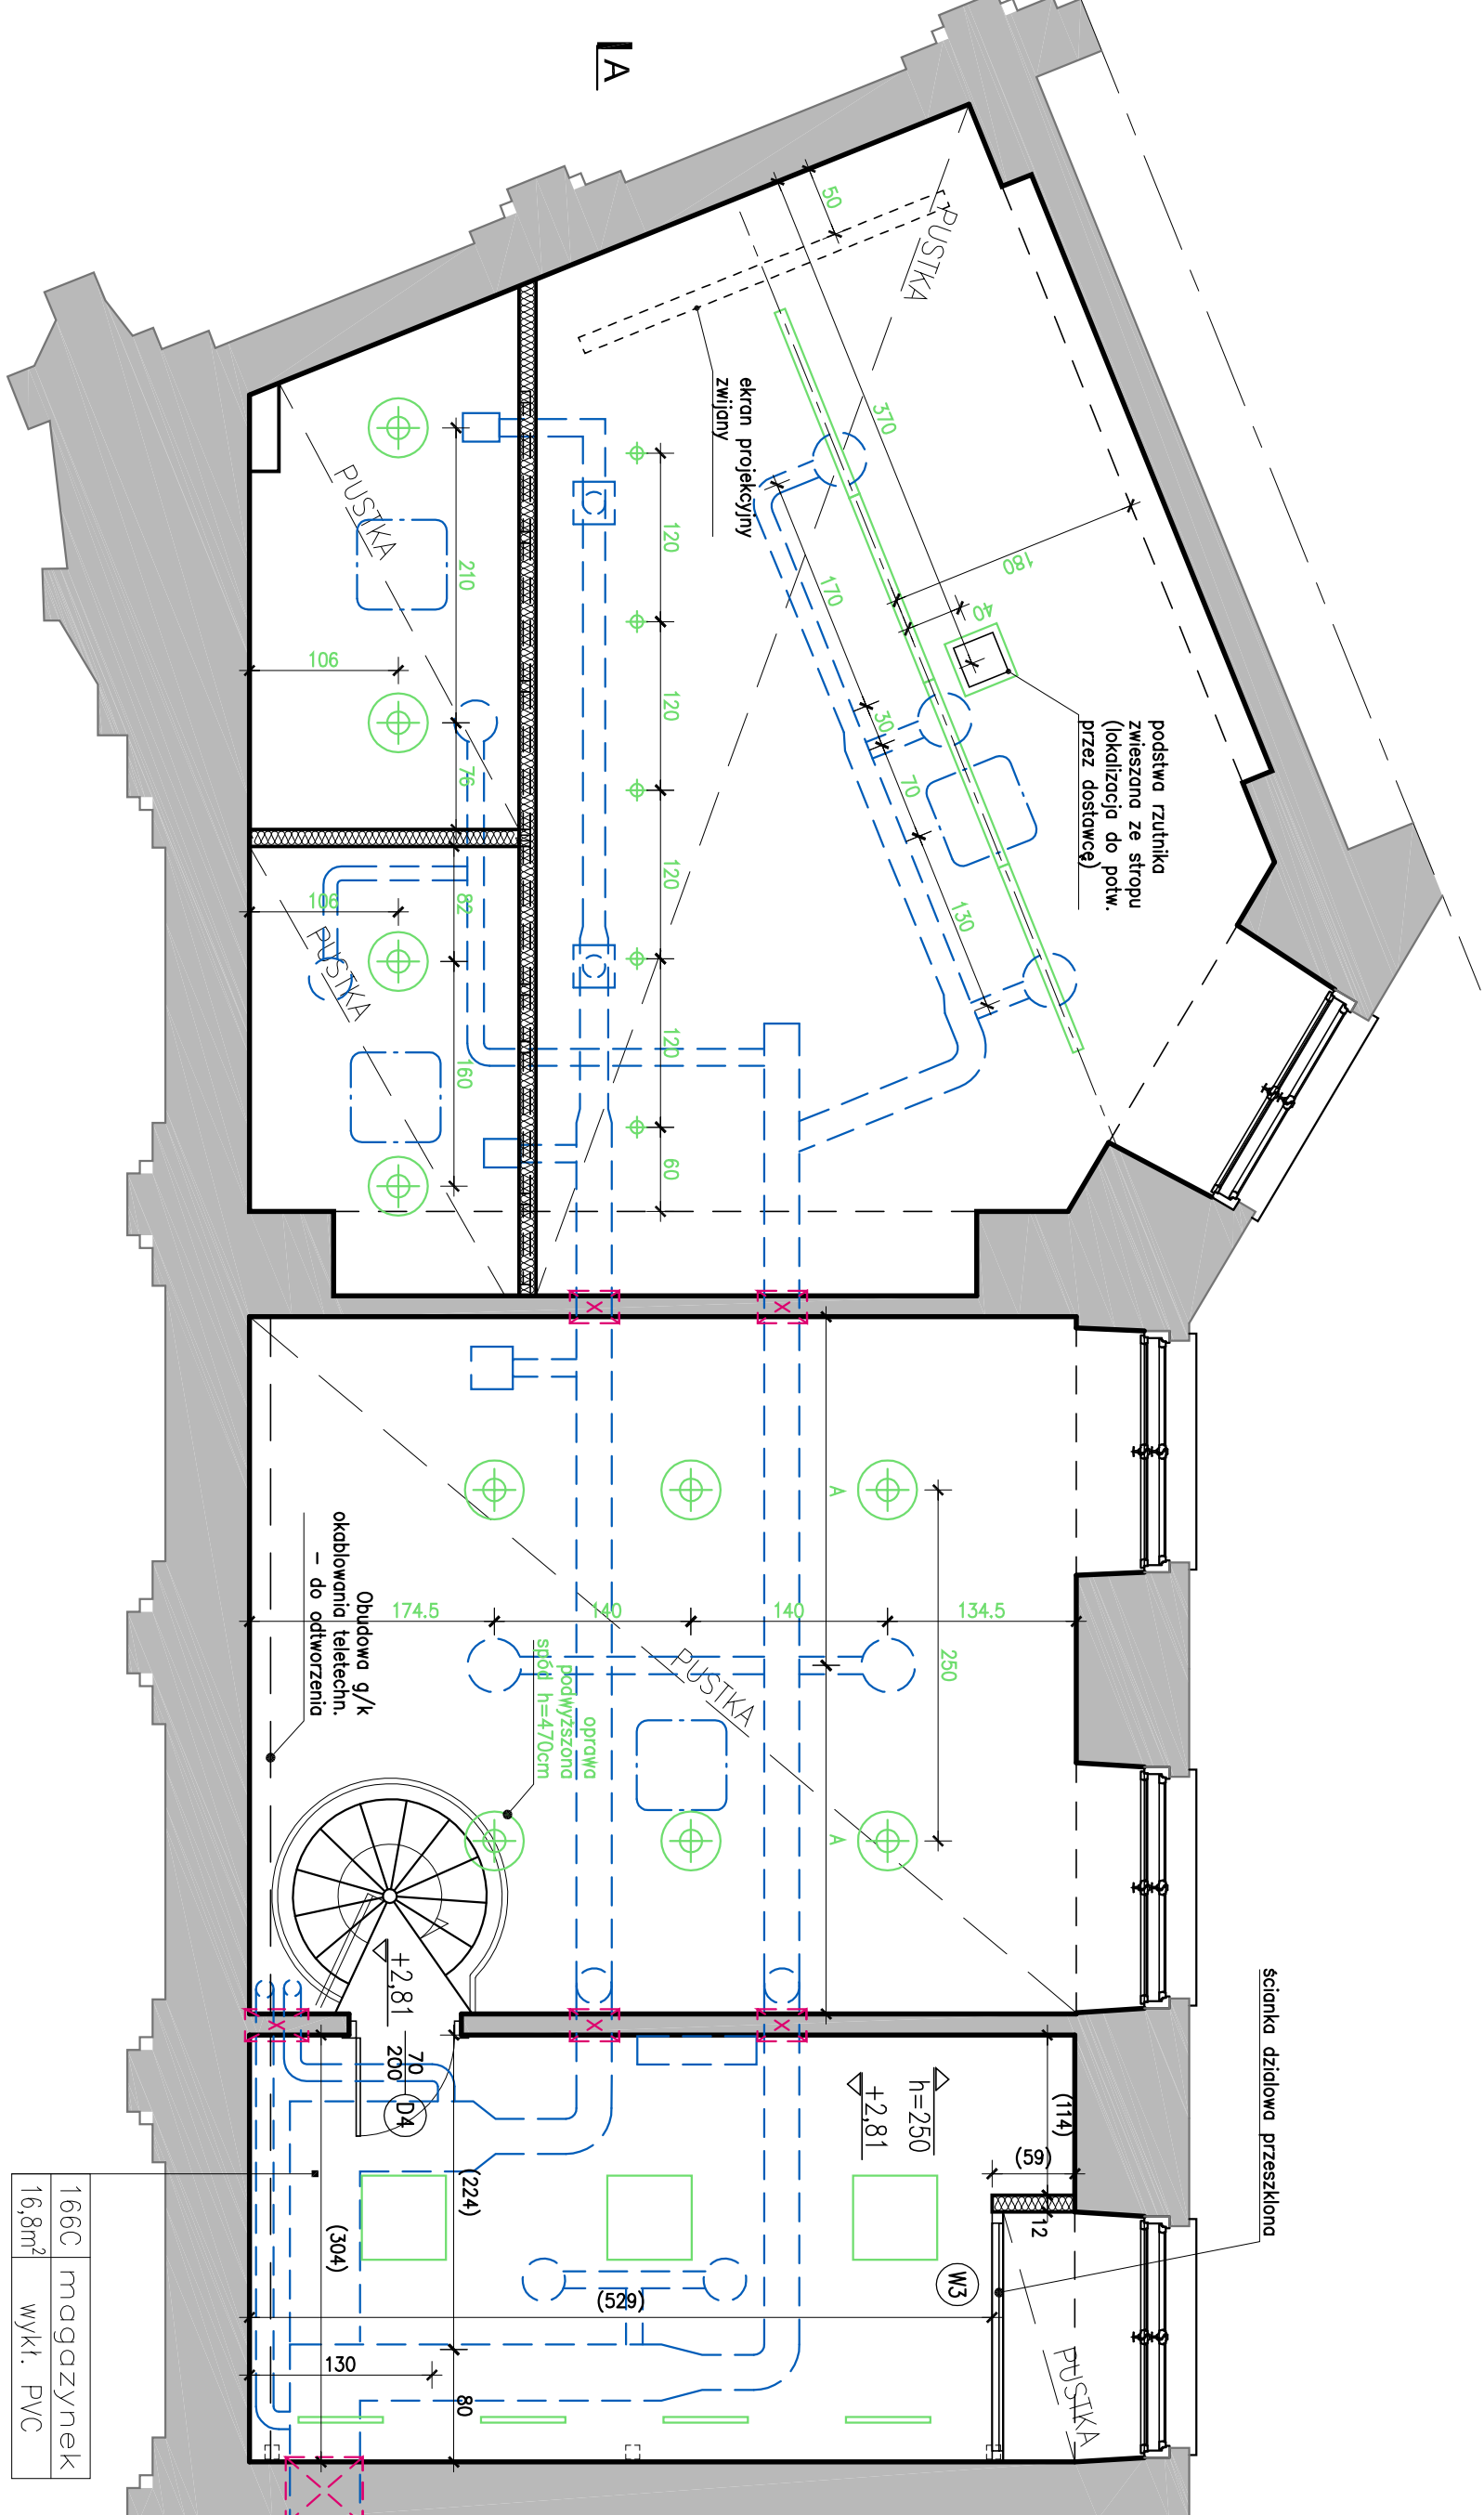 A
50
PUSTKA
ekran projekcyjny
zwijany
370
180
40
podstwa rzutnika
zwieszana ze stropu
(lokalizacja do potw.
przez dostawcę)
170
30
70
130
120
120
120
120
60
PUSTKA
210
106
76
82
106
PUSTKA
160
A
A
174.5
140
140
134.5
250
PUSTKA
oprawa
podwyższona
spód h=470cm
Obudowa g/k
okablowania teletechn.
- do odtworzenia
+2,81
70
200
D4
h=250
+2,81
(114)
(59)
12
ścianka działowa przeszklona
(224)
(304)
(529)
W3
130
80
PUSTKA
166C magazynek
16,8m² wykł. PVC